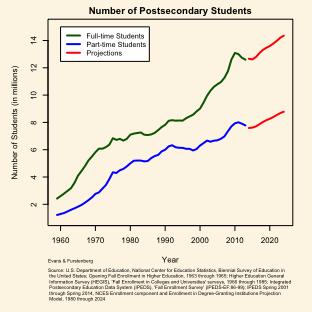 Number of Postsecondary Students
Full-time Students
Part-time Students
Projections
Number of Students (in millions)
14
12
10
8
6
4
2
1960 1970 1980 1990 2000 2010 2020
Year
Evans & Furstenberg
Source: U.S. Department of Education, National Center for Education Statistics, Biennial Survey of Education in
the United States; Opening Fall Enrollment in Higher Education, 1963 through 1965; Higher Education General
Information Survey (HEGIS), 'Fall Enrollment in Colleges and Universities' surveys, 1966 through 1985; Integrated
Postsecondary Education Data System (IPEDS), 'Fall Enrollment Survey' (IPEDS-EF:86-99); IPEDS Spring 2001
through Spring 2014, NCES Enrollment component and Enrollment in Degree-Granting Institutions Projection
Model, 1980 through 2024